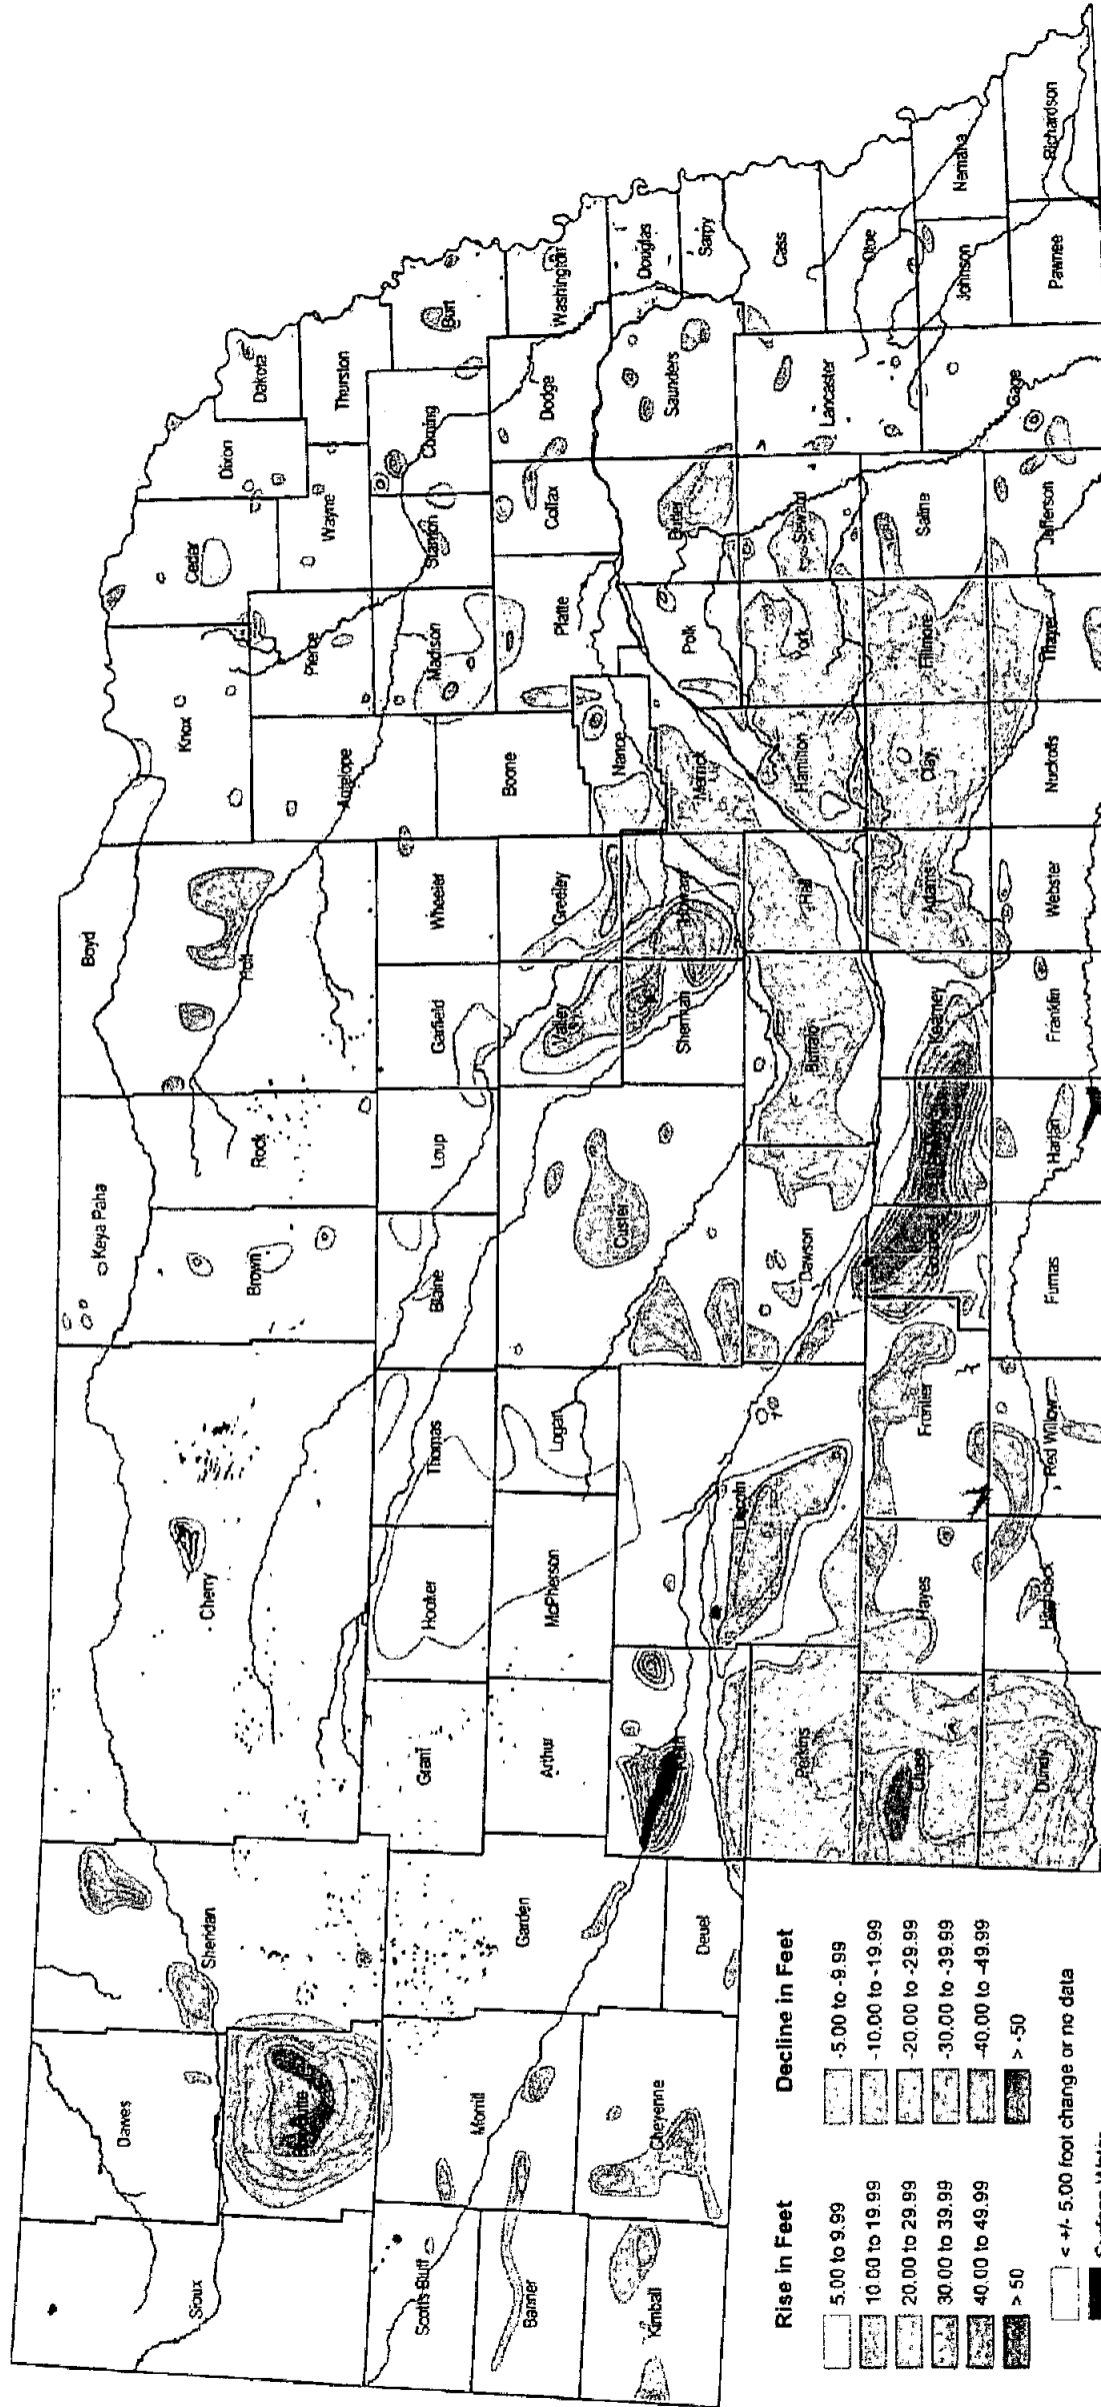 Sioux
Dawes
Sheridan
Cherry
Keya Paha
Boyd
Brown
Rock
Holt
Knox
Cedar
Dixon
Dakota
Antelope
Pierce
Wayne
Thurston
Scotts Bluff
Banner
Kimball
Morrill
Cheyenne
Garden
Deuel
Grant
Hooker
Thomas
Blaine
Loup
Garfield
Wheeler
Boone
Madison
Stanton
Cuming
Burt
Arthur
McPherson
Logan
Custer
Valley
Greeley
Nance
Platte
Colfax
Dodge
Washington
Keith
Lincoln
Sherman
Howard
Merrick
Polk
Butler
Saunders
Douglas
Sarpy
Perkins
Dawson
Buffalo
Hall
Hamilton
York
Seward
Lancaster
Cass
Otoe
Chase
Hayes
Frontier
Gosper
Kearney
Adams
Clay
Fillmore
Saline
Gage
Johnson
Nemaha
Dundy
Hitchcock
Red Willow
Furnas
Harlan
Franklin
Webster
Nuckolls
Thayer
Jefferson
Pawnee
Richardson
Rise in Feet
5.00 to 9.99
10.00 to 19.99
20.00 to 29.99
30.00 to 39.99
40.00 to 49.99
> 50
Decline in Feet
-5.00 to -9.99
-10.00 to -19.99
-20.00 to -29.99
-30.00 to -39.99
-40.00 to -49.99
> -50
< +/- 5.00 foot change or no data
Surface Water